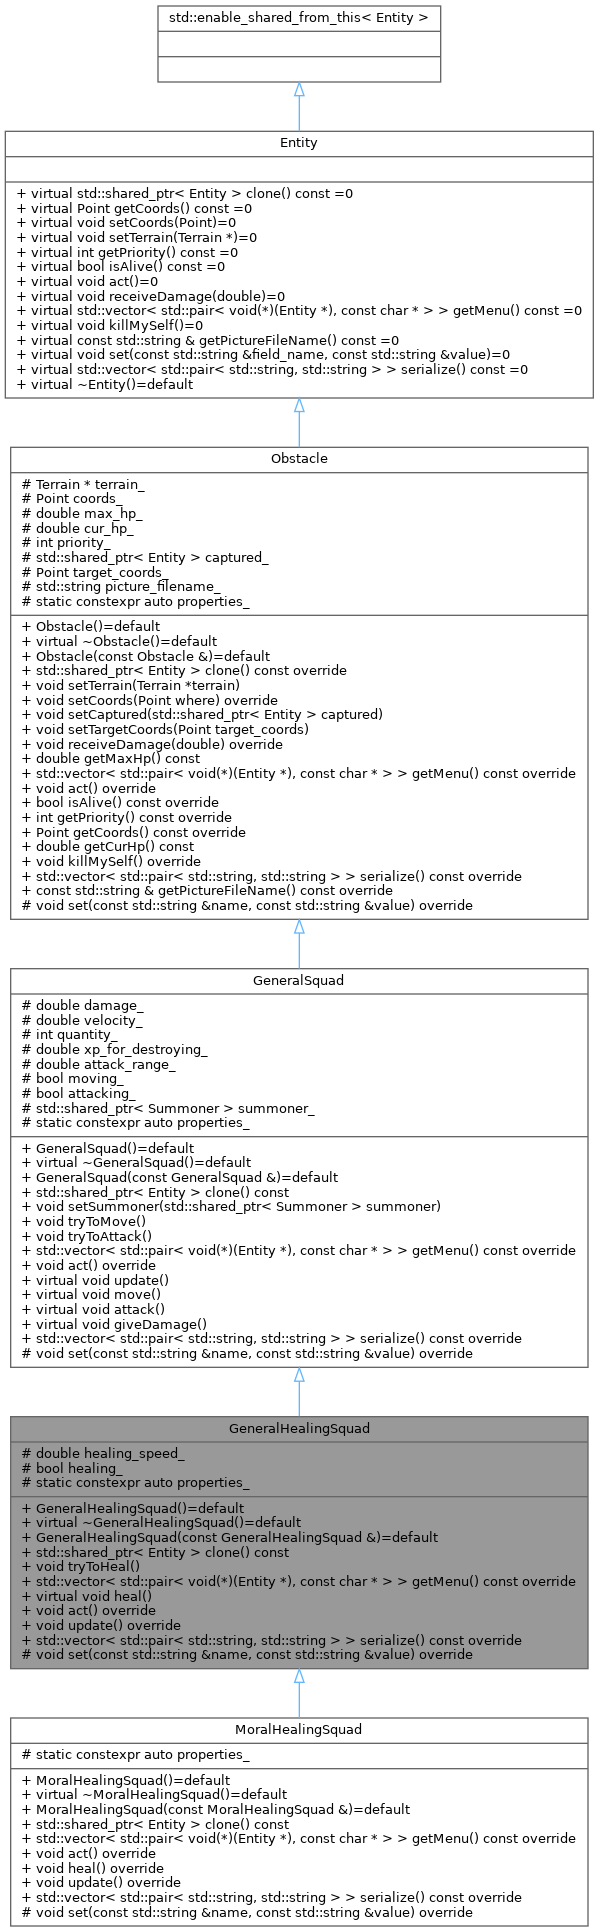 std::enable_shared_from_this< Entity >
Entity
+ virtual std::shared_ptr< Entity > clone() const =0
+ virtual Point getCoords() const =0
+ virtual void setCoords(Point)=0
+ virtual void setTerrain(Terrain *)=0
+ virtual int getPriority() const =0
+ virtual bool isAlive() const =0
+ virtual void act()=0
+ virtual void receiveDamage(double)=0
+ virtual std::vector< std::pair< void(*)(Entity *), const char * > > getMenu() const =0
+ virtual void killMySelf()=0
+ virtual const std::string & getPictureFileName() const =0
+ virtual void set(const std::string &field_name, const std::string &value)=0
+ virtual std::vector< std::pair< std::string, std::string > > serialize() const =0
+ virtual ~Entity()=default
Obstacle
# Terrain * terrain_
# Point coords_
# double max_hp_
# double cur_hp_
# int priority_
# std::shared_ptr< Entity > captured_
# Point target_coords_
# std::string picture_filename_
# static constexpr auto properties_
+ Obstacle()=default
+ virtual ~Obstacle()=default
+ Obstacle(const Obstacle &)=default
+ std::shared_ptr< Entity > clone() const override
+ void setTerrain(Terrain *terrain)
+ void setCoords(Point where) override
+ void setCaptured(std::shared_ptr< Entity > captured)
+ void setTargetCoords(Point target_coords)
+ void receiveDamage(double) override
+ double getMaxHp() const
+ std::vector< std::pair< void(*)(Entity *), const char * > > getMenu() const override
+ void act() override
+ bool isAlive() const override
+ int getPriority() const override
+ Point getCoords() const override
+ double getCurHp() const
+ void killMySelf() override
+ std::vector< std::pair< std::string, std::string > > serialize() const override
+ const std::string & getPictureFileName() const override
# void set(const std::string &name, const std::string &value) override
GeneralSquad
# double damage_
# double velocity_
# int quantity_
# double xp_for_destroying_
# double attack_range_
# bool moving_
# bool attacking_
# std::shared_ptr< Summoner > summoner_
# static constexpr auto properties_
+ GeneralSquad()=default
+ virtual ~GeneralSquad()=default
+ GeneralSquad(const GeneralSquad &)=default
+ std::shared_ptr< Entity > clone() const
+ void setSummoner(std::shared_ptr< Summoner > summoner)
+ void tryToMove()
+ void tryToAttack()
+ std::vector< std::pair< void(*)(Entity *), const char * > > getMenu() const override
+ void act() override
+ virtual void update()
+ virtual void move()
+ virtual void attack()
+ virtual void giveDamage()
+ std::vector< std::pair< std::string, std::string > > serialize() const override
# void set(const std::string &name, const std::string &value) override
GeneralHealingSquad
# double healing_speed_
# bool healing_
# static constexpr auto properties_
+ GeneralHealingSquad()=default
+ virtual ~GeneralHealingSquad()=default
+ GeneralHealingSquad(const GeneralHealingSquad &)=default
+ std::shared_ptr< Entity > clone() const
+ void tryToHeal()
+ std::vector< std::pair< void(*)(Entity *), const char * > > getMenu() const override
+ virtual void heal()
+ void act() override
+ void update() override
+ std::vector< std::pair< std::string, std::string > > serialize() const override
# void set(const std::string &name, const std::string &value) override
MoralHealingSquad
# static constexpr auto properties_
+ MoralHealingSquad()=default
+ virtual ~MoralHealingSquad()=default
+ MoralHealingSquad(const MoralHealingSquad &)=default
+ std::shared_ptr< Entity > clone() const
+ std::vector< std::pair< void(*)(Entity *), const char * > > getMenu() const override
+ void act() override
+ void heal() override
+ void update() override
+ std::vector< std::pair< std::string, std::string > > serialize() const override
# void set(const std::string &name, const std::string &value) override